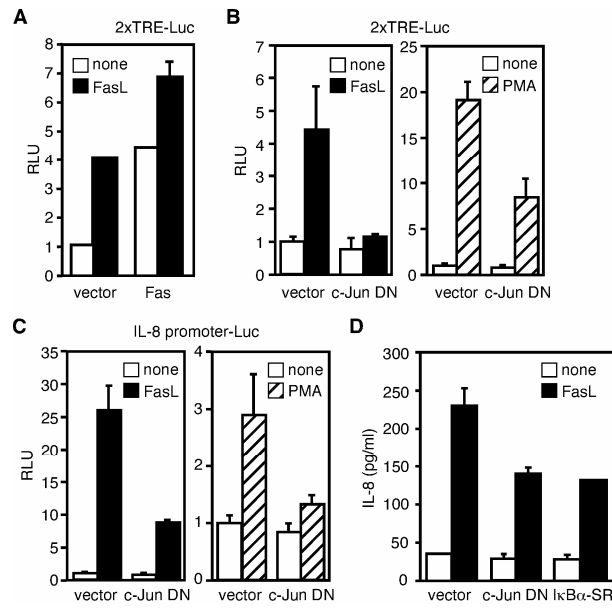 A
2xTRE-Luc
8
7
6
5
4
3
2
1
0
RLU
none
FasL
vector Fas
B
2xTRE-Luc
7
6
5
4
3
2
1
0
RLU
none
FasL
vector c-Jun DN
25
20
15
10
5
0
none
PMA
vector c-Jun DN
C
IL-8 promoter-Luc
35
30
25
20
15
10
5
0
RLU
none
FasL
vector c-Jun DN
4
3
2
1
0
none
PMA
vector c-Jun DN
D
300
250
200
150
100
50
0
IL-8 (pg/ml)
none
FasL
vector c-Jun DN IκBα-SR